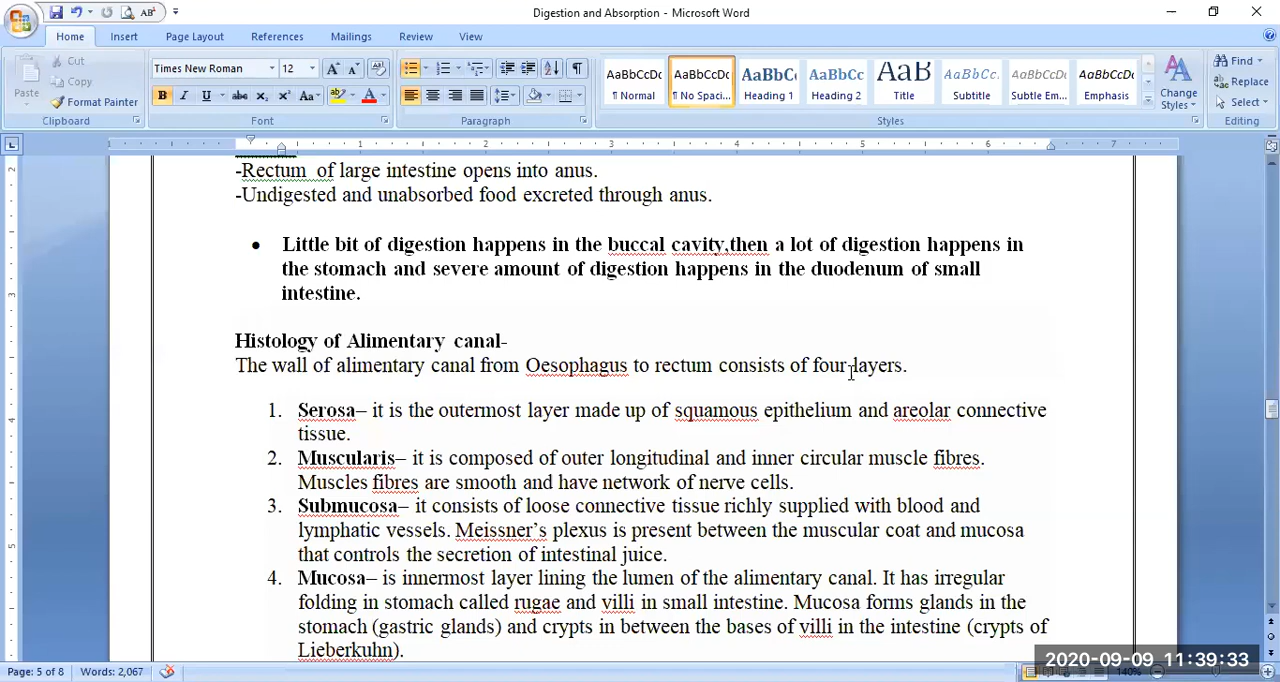 Digestion and Absorption - Microsoft Word
Home Insert Page Layout References Mailings Review View
Cut
Copy
Paste
Format Painter
Clipboard
Times New Roman 12
Font
Paragraph
AaBbCcDc AaBbCcDc AaBbC AaBbCc AaB AaBbCc. AaBbCcDc AaBbCcDc
¶ Normal ¶ No Spaci... Heading 1 Heading 2 Title Subtitle Subtle Em... Emphasis
Change Styles
Styles
Find
Replace
Select
Editing
-Rectum of large intestine opens into anus.
-Undigested and unabsorbed food excreted through anus.
• Little bit of digestion happens in the buccal cavity,then a lot of digestion happens in
the stomach and severe amount of digestion happens in the duodenum of small
intestine.
Histology of Alimentary canal-
The wall of alimentary canal from Oesophagus to rectum consists of four layers.
1. Serosa– it is the outermost layer made up of squamous epithelium and areolar connective
tissue.
2. Muscularis– it is composed of outer longitudinal and inner circular muscle fibres.
Muscles fibres are smooth and have network of nerve cells.
3. Submucosa– it consists of loose connective tissue richly supplied with blood and
lymphatic vessels. Meissner’s plexus is present between the muscular coat and mucosa
that controls the secretion of intestinal juice.
4. Mucosa– is innermost layer lining the lumen of the alimentary canal. It has irregular
folding in stomach called rugae and villi in small intestine. Mucosa forms glands in the
stomach (gastric glands) and crypts in between the bases of villi in the intestine (crypts of
Lieberkuhn).
Page: 5 of 8 Words: 2,067
2020-09-09 11:39:33
140%